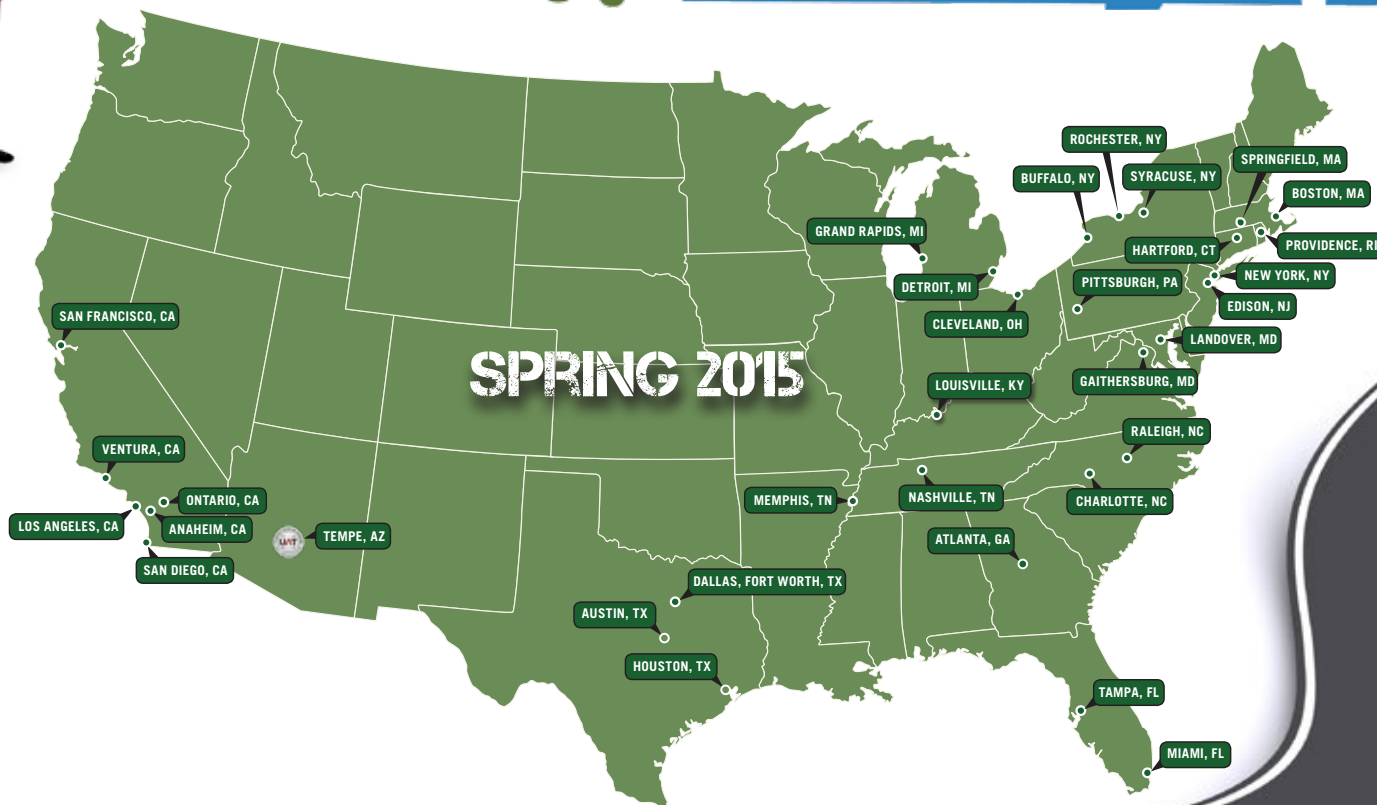 ROCHESTER, NY
SPRINGFIELD, MA
BUFFALO, NY
SYRACUSE, NY
BOSTON, MA
GRAND RAPIDS, MI
HARTFORD, CT
PROVIDENCE, RI
DETROIT, MI
PITTSBURGH, PA
NEW YORK, NY
EDISON, NJ
SAN FRANCISCO, CA
CLEVELAND, OH
LANDOVER, MD
SPRING 2015
LOUISVILLE, KY
GAITHERSBURG, MD
RALEIGH, NC
VENTURA, CA
ONTARIO, CA
MEMPHIS, TN
NASHVILLE, TN
CHARLOTTE, NC
LOS ANGELES, CA
ANAHEIM, CA
UAT
TEMPE, AZ
ATLANTA, GA
SAN DIEGO, CA
DALLAS, FORT WORTH, TX
AUSTIN, TX
HOUSTON, TX
TAMPA, FL
MIAMI, FL